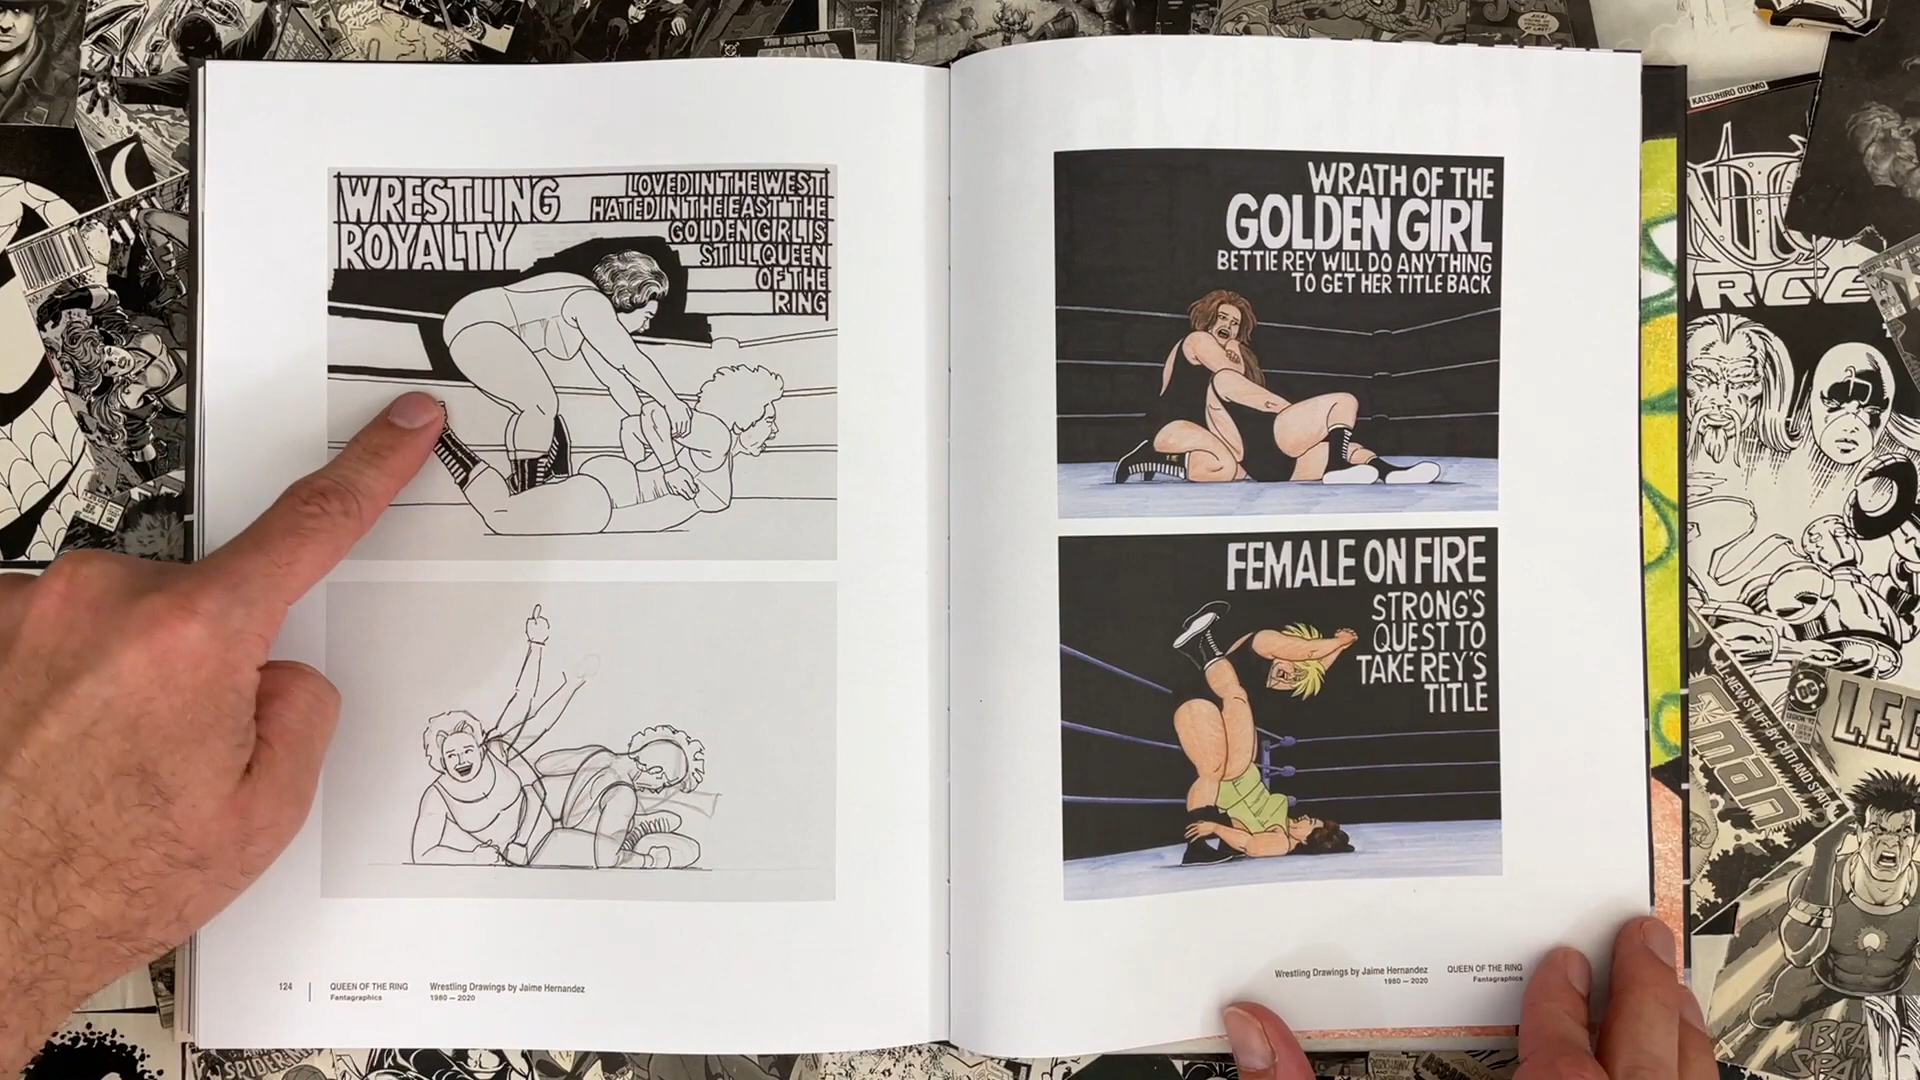 WRESTLING
ROYALTY
LOVED IN THE WEST
HATED IN THE EAST THE
GOLDEN GIRL IS
STILL QUEEN
OF THE
RING
124
QUEEN OF THE RING
Fantagraphics
Wrestling Drawings by Jaime Hernandez
1980 — 2020
WRATH OF THE
GOLDEN GIRL
BETTIE REY WILL DO ANYTHING
TO GET HER TITLE BACK
FEMALE ON FIRE
STRONG'S
QUEST TO
TAKE REY'S
TITLE
Wrestling Drawings by Jaime Hernandez
1980 — 2020
QUEEN OF THE RING
Fantagraphics
KATSUHIRO OTOMO
RCE
DC
L.E.G